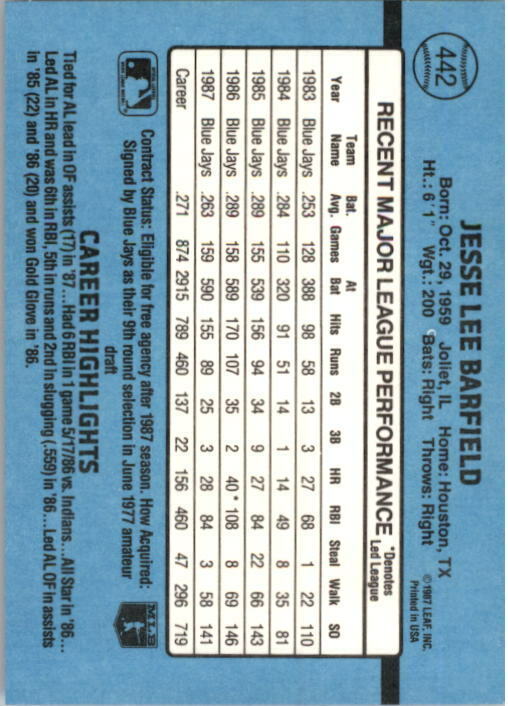 442
JESSE LEE BARFIELD
Born: Oct. 29, 1959 Joliet, IL Home: Houston, TX
Ht.: 6' 1" Wgt.: 200 Bats: Right Throws: Right
©1987 LEAF, INC.
Printed in USA
RECENT MAJOR LEAGUE PERFORMANCE *Denotes Led League
Year Team Name Bat. Avg. Games At Bat Hits Runs 2B 3B HR RBI Steal Walk SO
1983 Blue Jays .253 128 388 98 58 13 3 27 68 1 22 110
1984 Blue Jays .284 110 320 91 51 14 1 14 49 8 35 81
1985 Blue Jays .289 155 539 156 94 34 9 27 84 22 66 143
1986 Blue Jays .289 158 589 170 107 35 2 40* 108 8 69 146
1987 Blue Jays .263 159 590 155 89 25 3 28 84 3 58 141
Career .271 874 2915 789 460 137 22 156 460 47 296 719
Contract Status: Eligible for free agency after 1987 season. How Acquired:
Signed by Blue Jays as their 9th round selection in June 1977 amateur
draft
MLB
CAREER HIGHLIGHTS
Tied for AL lead in OF assists (17) in '87...Had 6 RBI in 1 game 5/17/86 vs. Indians...All Star in '86...
Led AL in HR and was 6th in RBI, 5th in runs and 2nd in slugging (.559) in '86...Led AL OF in assists
in '85 (22) and '86 (20) and won Gold Glove in '86.